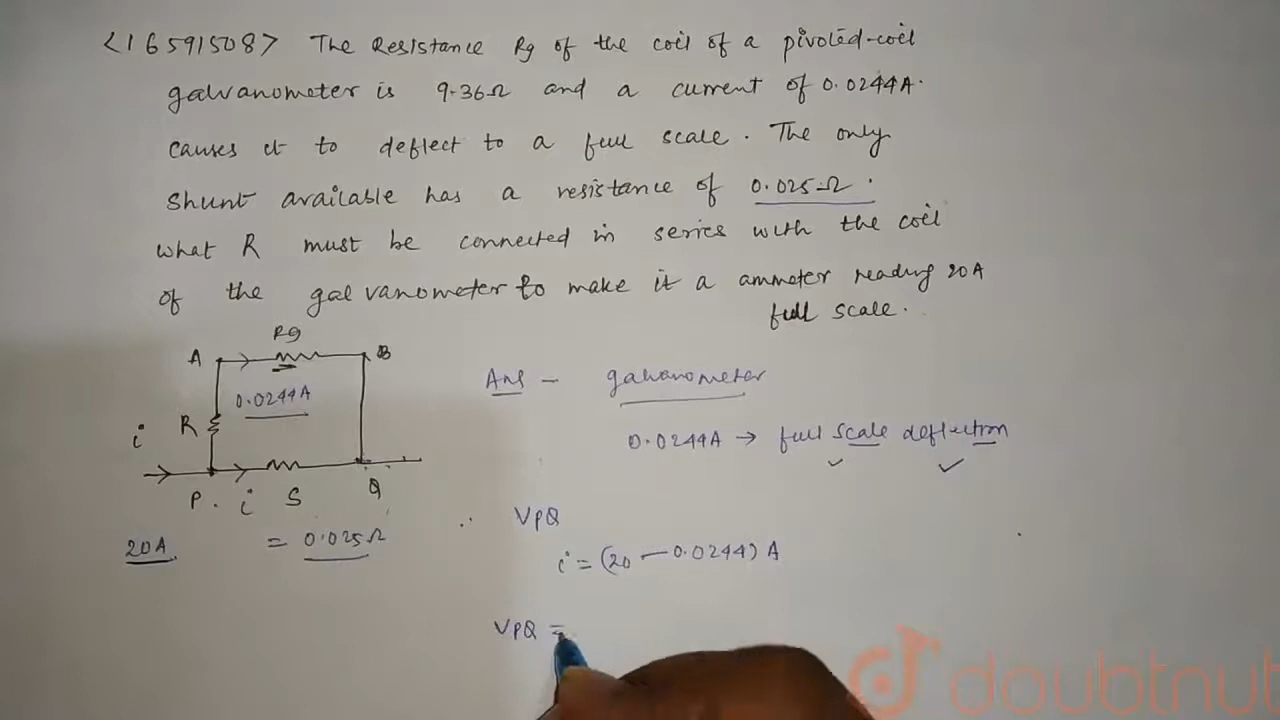 <16591508> The Resistance Rg of the coil of a pivoted-coil
galvanometer is 9.36Ω and a current of 0.0244A.
causes it to deflect to a full scale. The only
shunt available has a resistance of 0.025Ω.
what R must be connected in series with the coil
of the galvanometer to make it a ammeter reading 20A
full scale.
Rg
A
B
0.0244A
R
i
P.
i
S
Q
20A
= 0.025Ω
Ans - galvanometer
0.0244A → full scale deflection
∴ VPQ
i = (20 - 0.0244) A
VPQ =
doubtnut